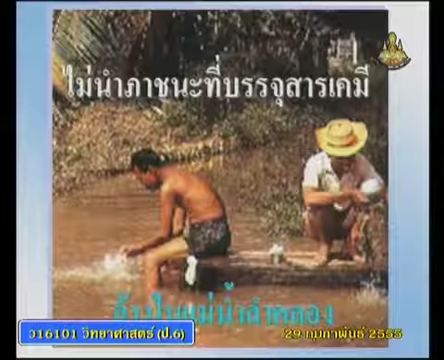 ไม่นำภาชนะที่บรรจุสารเคมี
ล้างในแม่น้ำลำคลอง
ว16101 วิทยาศาสตร์ (ป.6)
29 กุมภาพันธ์ 2555